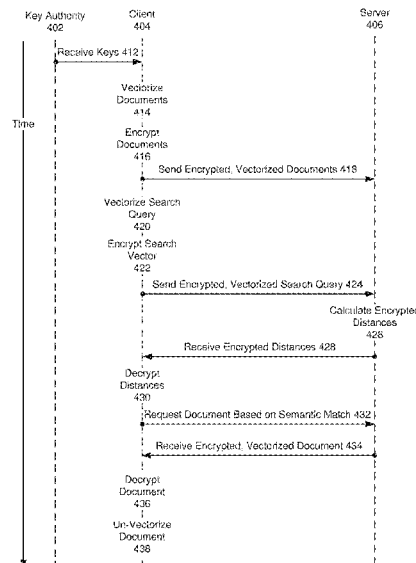 Key Authority
402
Client
404
Server
406
Receive Keys 412
Vectorize
Documents
414
Time
Encrypt
Documents
416
Send Encrypted, Vectorized Documents 418
Vectorize Search
Query
420
Encrypt Search
Vector
422
Send Encrypted, Vectorized Search Query 424
Calculate Encrypted
Distances
428
Receive Encrypted Distances 428
Decrypt
Distances
430
Request Document Based on Semantic Match 432
Receive Encrypted, Vectorized Document 434
Decrypt
Document
436
Un-Vectorize
Document
438